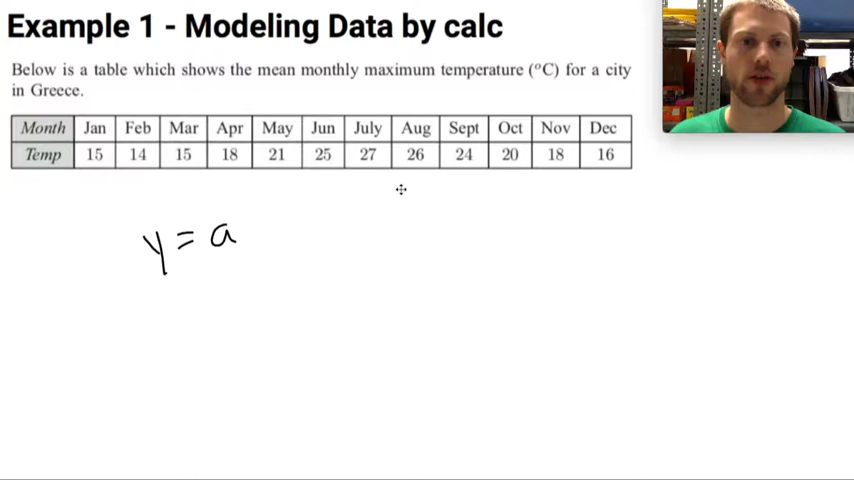 Example 1 - Modeling Data by calc
Below is a table which shows the mean monthly maximum temperature (°C) for a city
in Greece.
Month Jan Feb Mar Apr May Jun July Aug Sept Oct Nov Dec
Temp 15 14 15 18 21 25 27 26 24 20 18 16
y = a